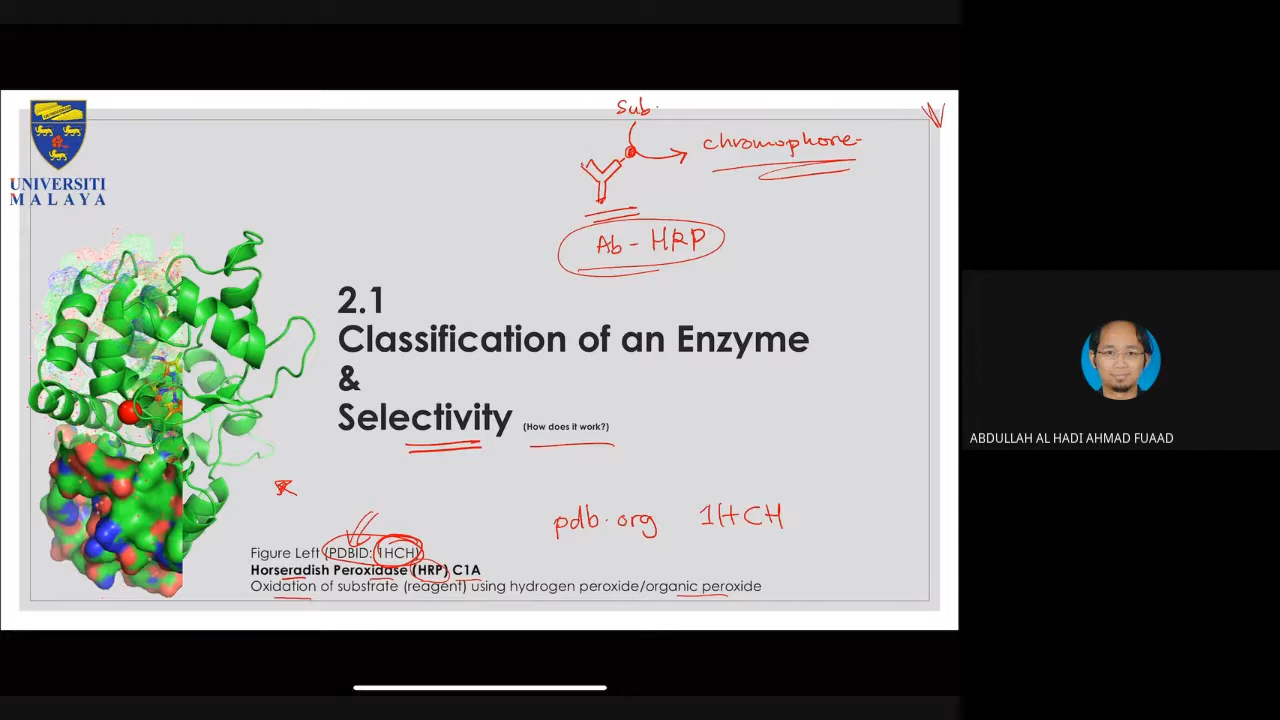 sub.
chromophore
UNIVERSITI
MALAYA
Ab - HRP
2.1
Classification of an Enzyme
&
Selectivity (How does it work?)
ABDULLAH AL HADI AHMAD FUAAD
pdb.org 1HCH
Figure Left (PDBID: 1HCH)
Horseradish Peroxidase (HRP) C1A
Oxidation of substrate (reagent) using hydrogen peroxide/organic peroxide